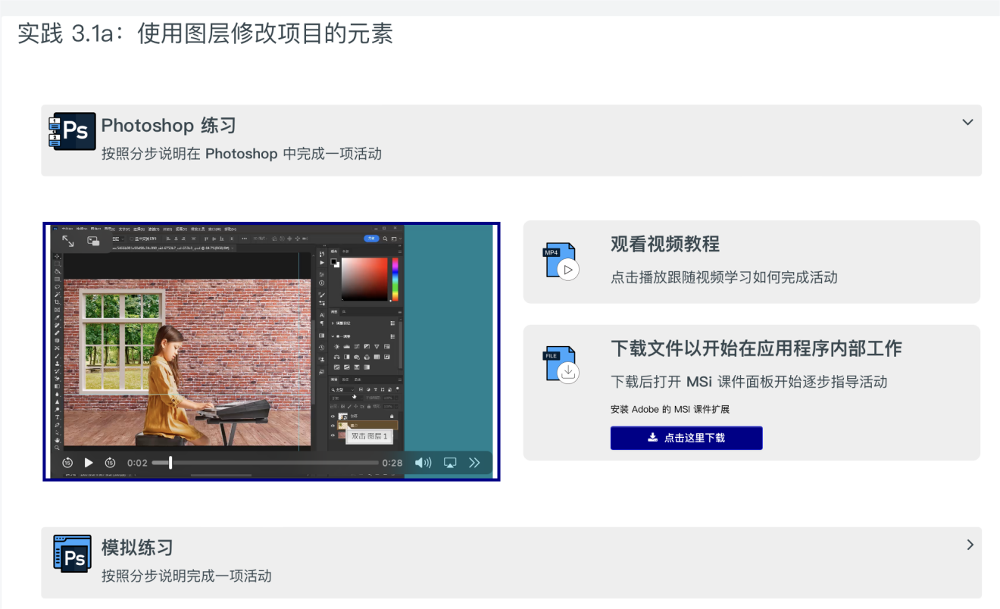 实践 3.1a：使用图层修改项目的元素
Ps
1
2
Photoshop 练习
按照分步说明在 Photoshop 中完成一项活动
双击 图层 1
15
15
0:02
0:28
MP4
观看视频教程
点击播放跟随视频学习如何完成活动
FILE
下载文件以开始在应用程序内部工作
下载后打开 MSi 课件面板开始逐步指导活动
安装 Adobe 的 MSI 课件扩展
点击这里下载
Ps
模拟练习
按照分步说明完成一项活动